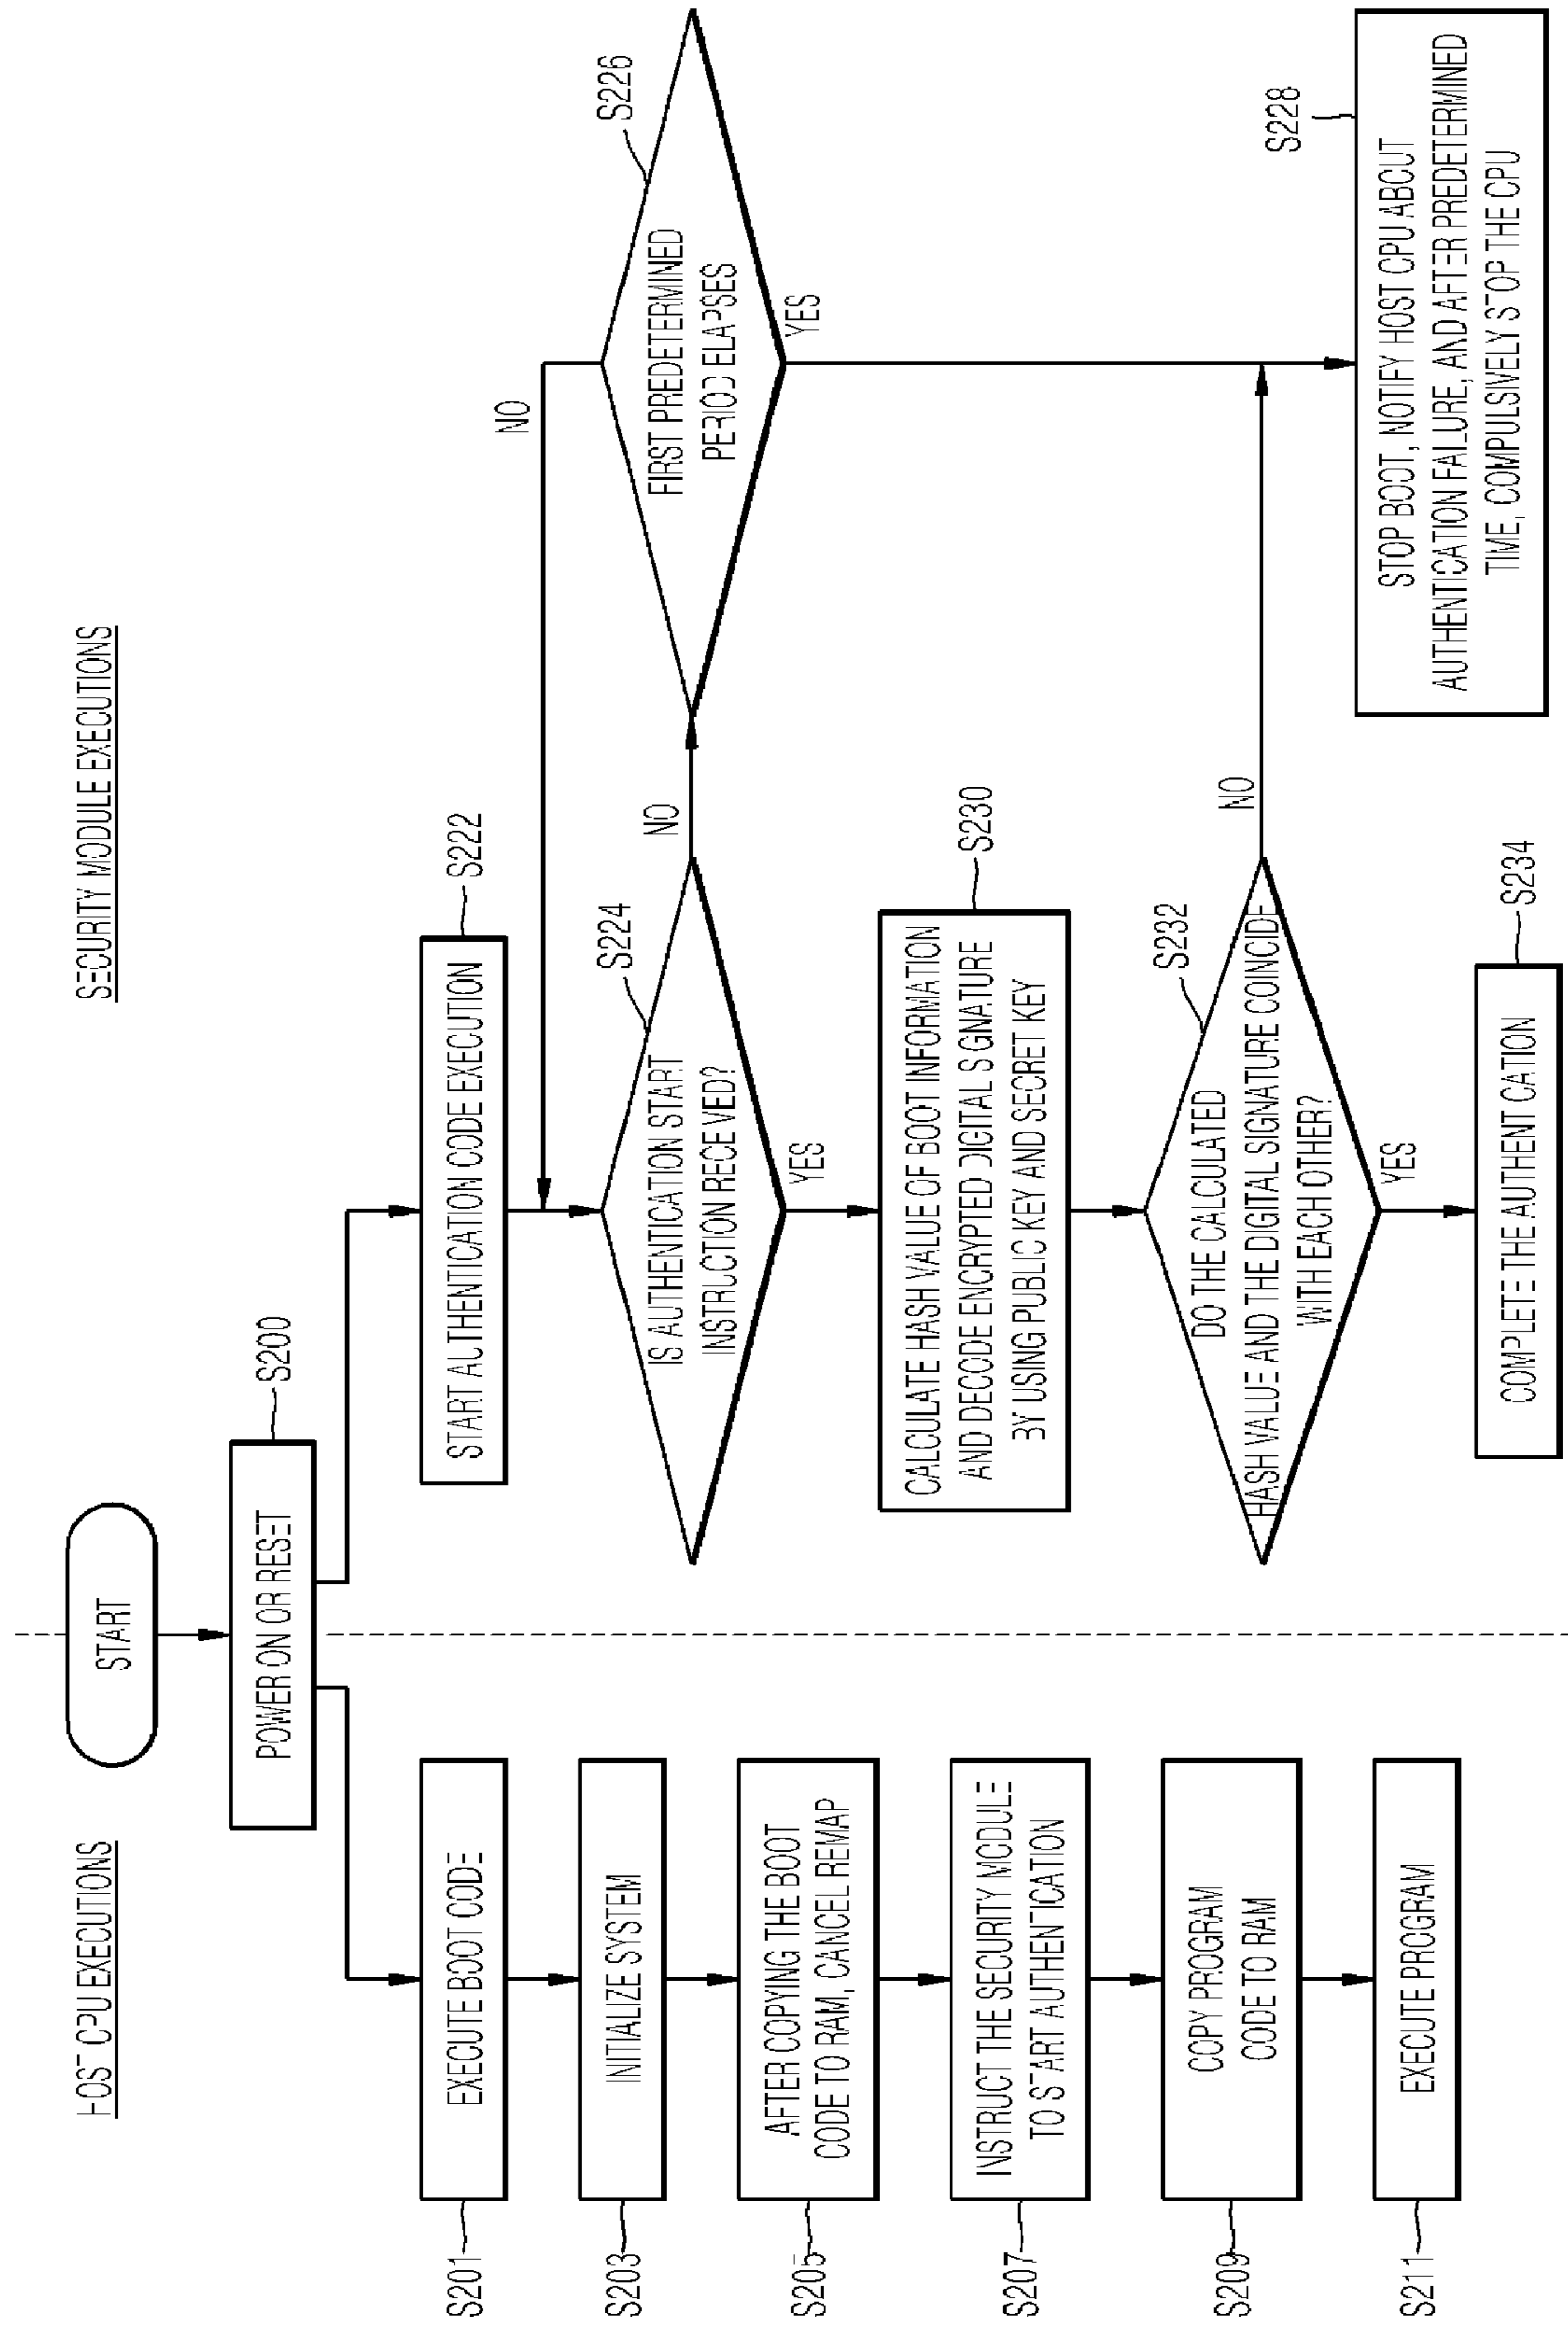 HOST CPU EXECUTIONS
SECURITY MODULE EXECUTIONS
START
POWER ON OR RESET
S200
S201
EXECUTE BOOT CODE
S203
INITIALIZE SYSTEM
S205
AFTER COPYING THE BOOT
CODE TO RAM, CANCEL REMAP
S207
INSTRUCT THE SECURITY MODULE
TO START AUTHENTICATION
S209
COPY PROGRAM
CODE TO RAM
S211
EXECUTE PROGRAM
START AUTHENTICATION CODE EXECUTION
S222
NO
IS AUTHENTICATION START
INSTRUCTION RECEIVED?
S224
NO
YES
FIRST PREDETERMINED
PERIOD ELAPSES
S226
YES
CALCULATE HASH VALUE OF BOOT INFORMATION
AND DECODE ENCRYPTED DIGITAL SIGNATURE
BY USING PUBLIC KEY AND SECRET KEY
S230
DO THE CALCULATED
HASH VALUE AND THE DIGITAL SIGNATURE COINCIDE
WITH EACH OTHER?
S232
NO
YES
STOP BOOT, NOTIFY HOST CPU ABCUT
AUTHENTICATION FAILURE, AND AFTER PREDETERMINED
TIME, COMPULSIVELY STOP THE CPU
S228
COMPLETE THE AUTHENTICATION
S234